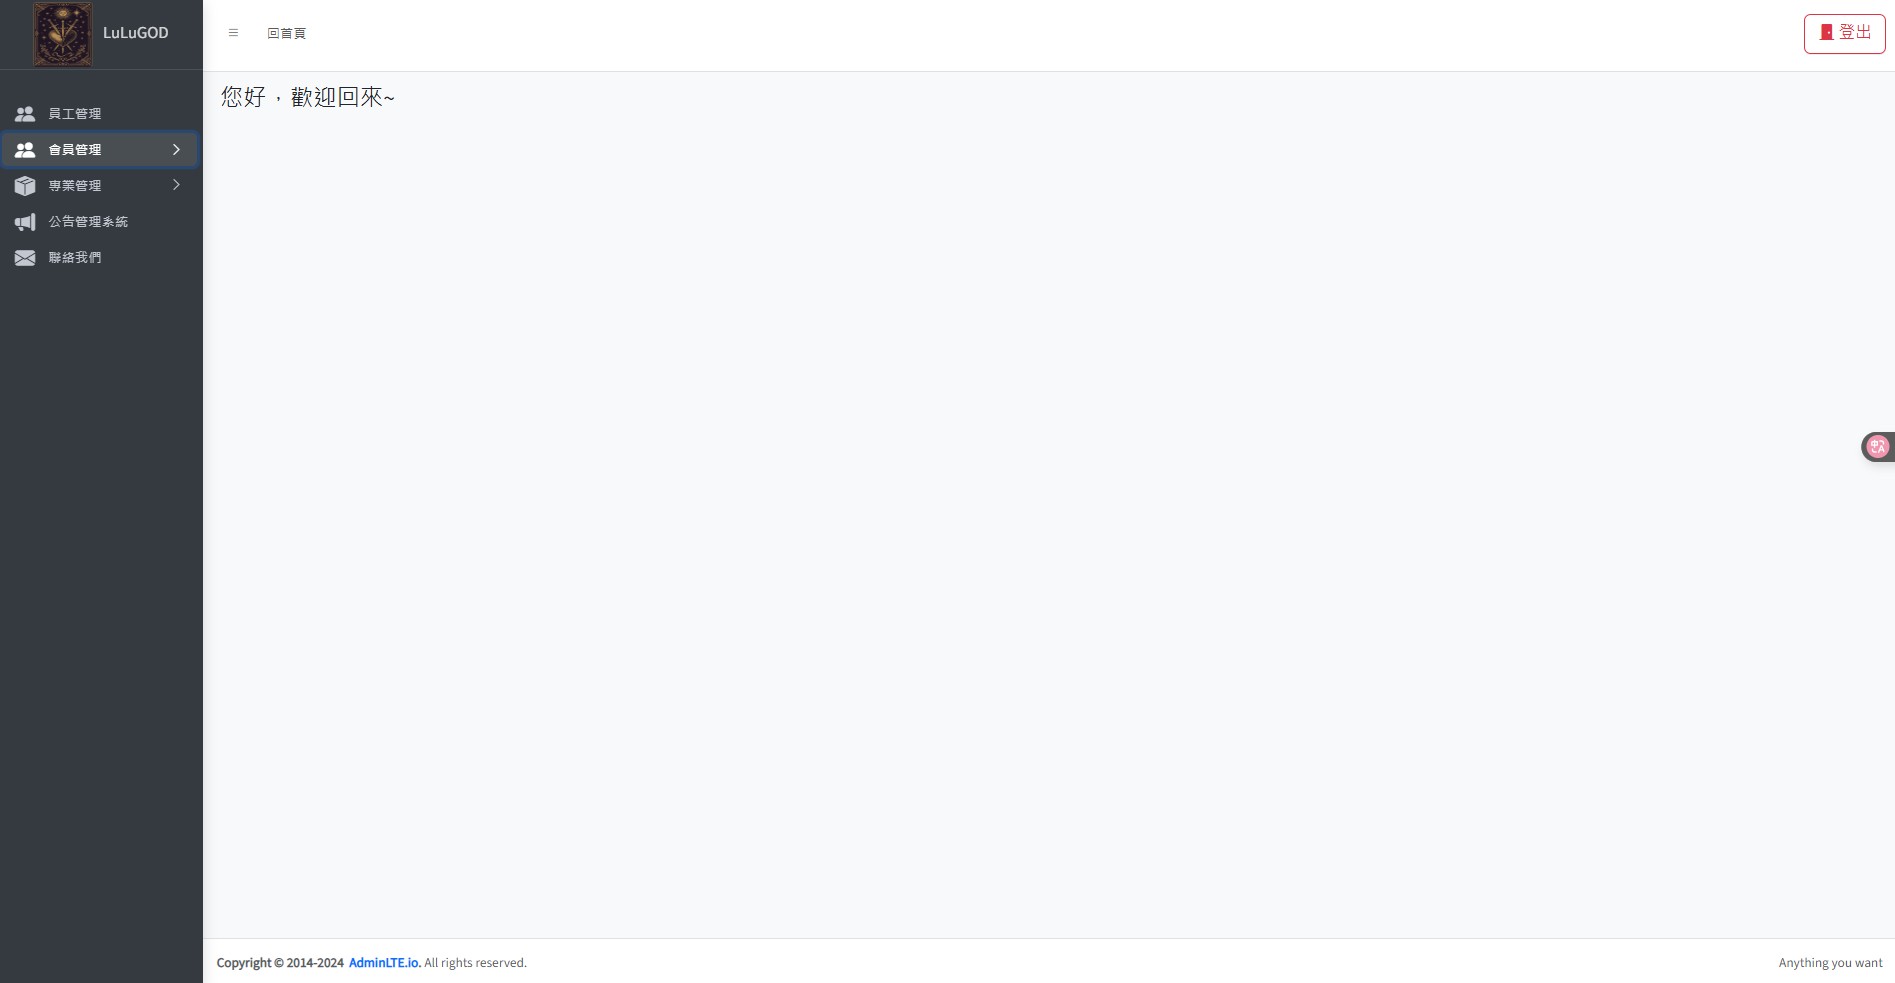 LuLuGOD
回首頁
登出
您好，歡迎回來~
員工管理
會員管理
專業管理
公告管理系統
聯絡我們
Copyright © 2014-2024 AdminLTE.io. All rights reserved.
Anything you want